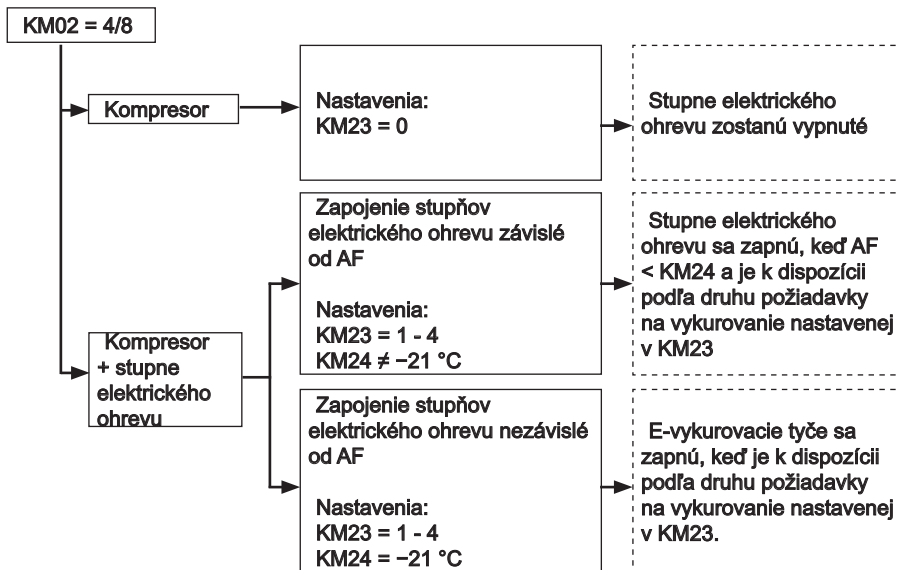 KM02 = 4/8
Kompresor
Nastavenia:
KM23 = 0
Stupne elektrického
ohrevu zostanú vypnuté
Kompresor
+ stupne
elektrického
ohrevu
Zapojenie stupňov
elektrického ohrevu závislé
od AF
Nastavenia:
KM23 = 1 - 4
KM24 ≠ −21 °C
Stupne elektrického
ohrevu sa zapnú, keď AF
< KM24 a je k dispozícii
podľa druhu požiadavky
na vykurovanie nastavenej
v KM23
Zapojenie stupňov
elektrického ohrevu nezávislé
od AF
Nastavenia:
KM23 = 1 - 4
KM24 = −21 °C
E-vykurovacie tyče sa
zapnú, keď je k dispozícii
podľa druhu požiadavky
na vykurovanie nastavenej
v KM23.